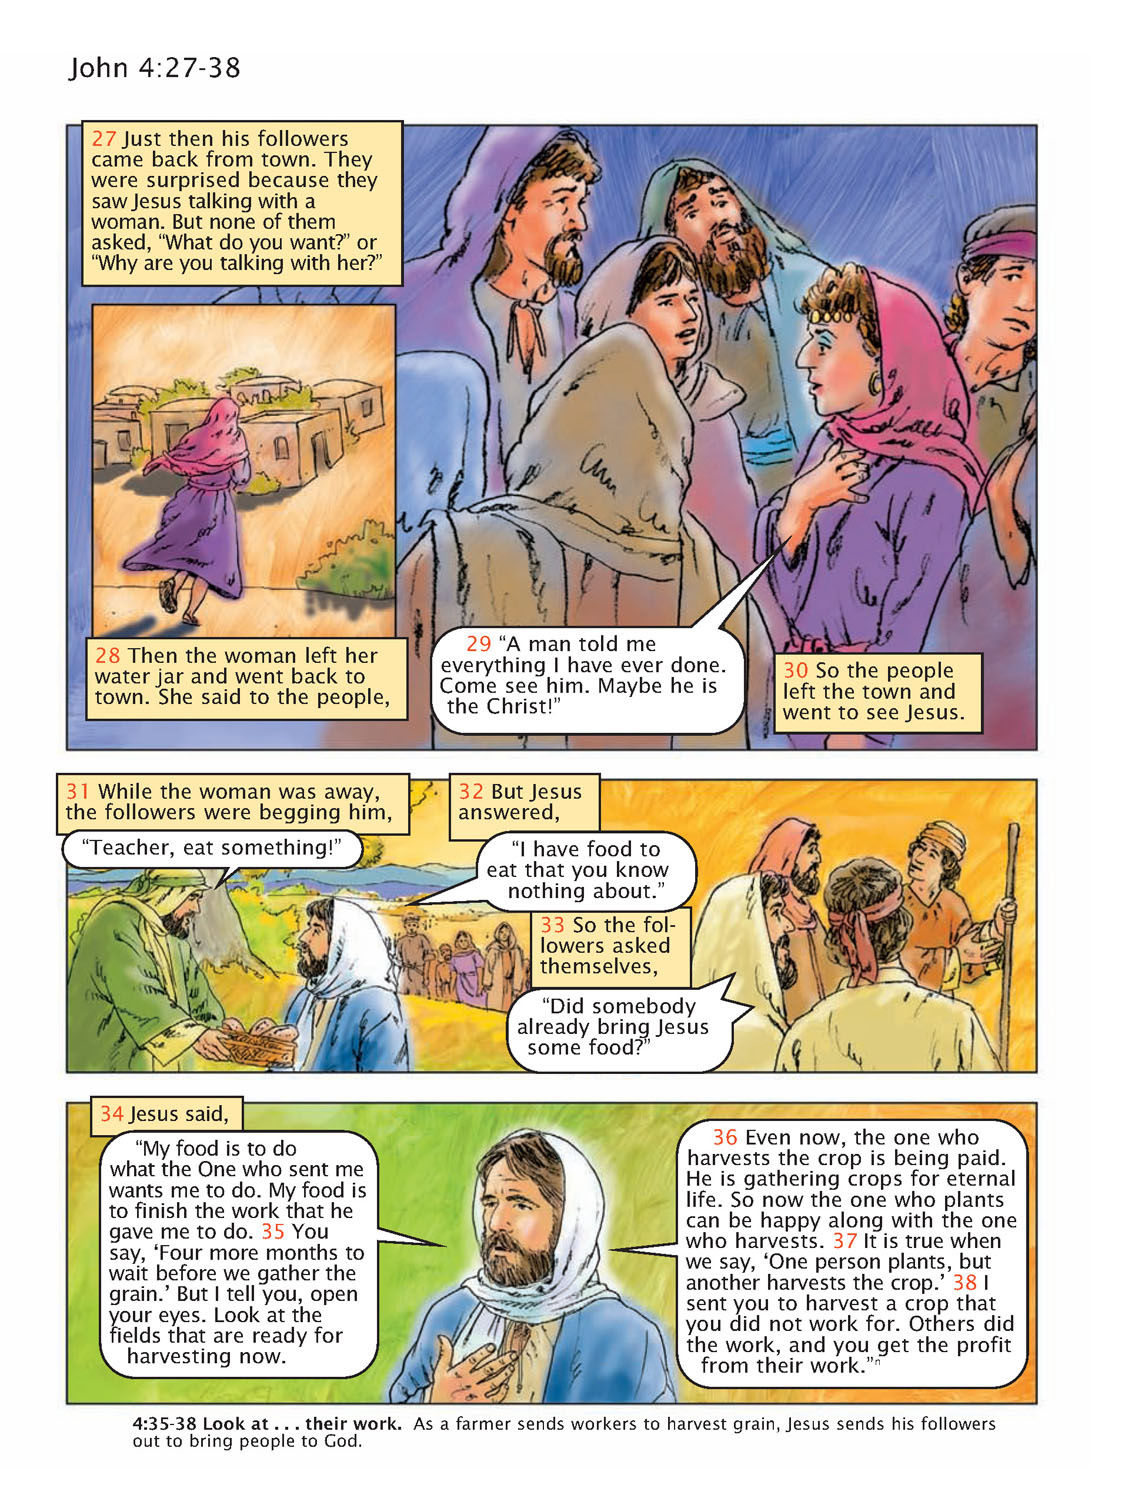 John 4:27-38
27 Just then his followers
came back from town. They
were surprised because they
saw Jesus talking with a
woman. But none of them
asked, “What do you want?” or
“Why are you talking with her?”
28 Then the woman left her
water jar and went back to
town. She said to the people,
29 “A man told me
everything I have ever done.
Come see him. Maybe he is
the Christ!”
30 So the people
left the town and
went to see Jesus.
31 While the woman was away,
the followers were begging him,
“Teacher, eat something!”
32 But Jesus
answered,
“I have food to
eat that you know
nothing about.”
33 So the fol-
lowers asked
themselves,
“Did somebody
already bring Jesus
some food?”
34 Jesus said,
“My food is to do
what the One who sent me
wants me to do. My food is
to finish the work that he
gave me to do. 35 You
say, ‘Four more months to
wait before we gather the
grain.’ But I tell you, open
your eyes. Look at the
fields that are ready for
harvesting now.
36 Even now, the one who
harvests the crop is being paid.
He is gathering crops for eternal
life. So now the one who plants
can be happy along with the one
who harvests. 37 It is true when
we say, ‘One person plants, but
another harvests the crop.’ 38 I
sent you to harvest a crop that
you did not work for. Others did
the work, and you get the profit
from their work.”n
4:35-38 Look at . . . their work. As a farmer sends workers to harvest grain, Jesus sends his followers
out to bring people to God.